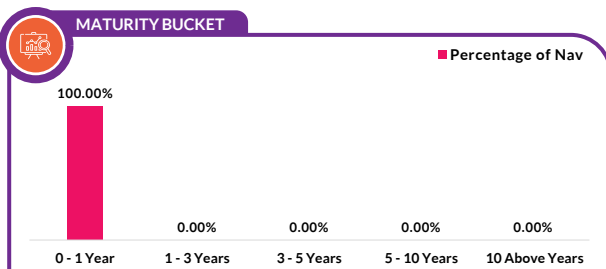 MATURITY BUCKET
Percentage of Nav
100.00%
0.00% 0.00% 0.00% 0.00%
0 - 1 Year 1 - 3 Years 3 - 5 Years 5 - 10 Years 10 Above Years